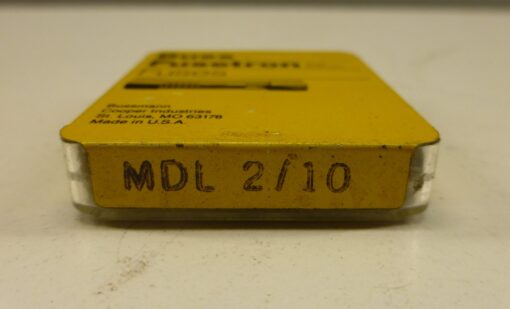 Buss
Fusetron
Fuses
Bussmann
Cooper Industries
St. Louis, MO 63178
Made in U.S.A.
MDL 2/10